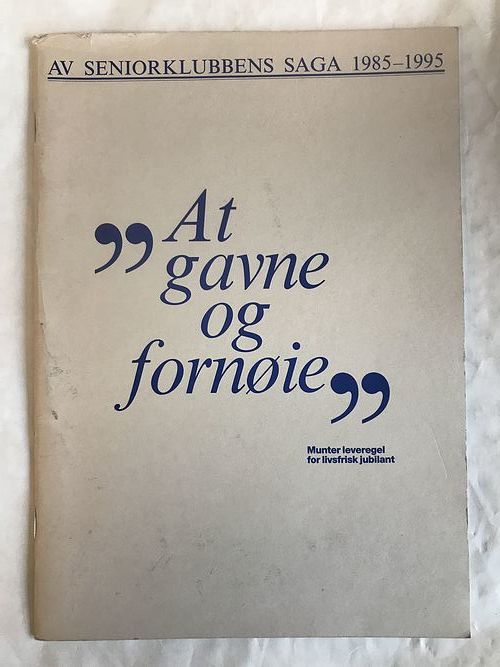 AV SENIORKLUBBENS SAGA 1985–1995
,,At
gavne
og
fornøie,,
Munter leveregel
for livsfrisk jubilant